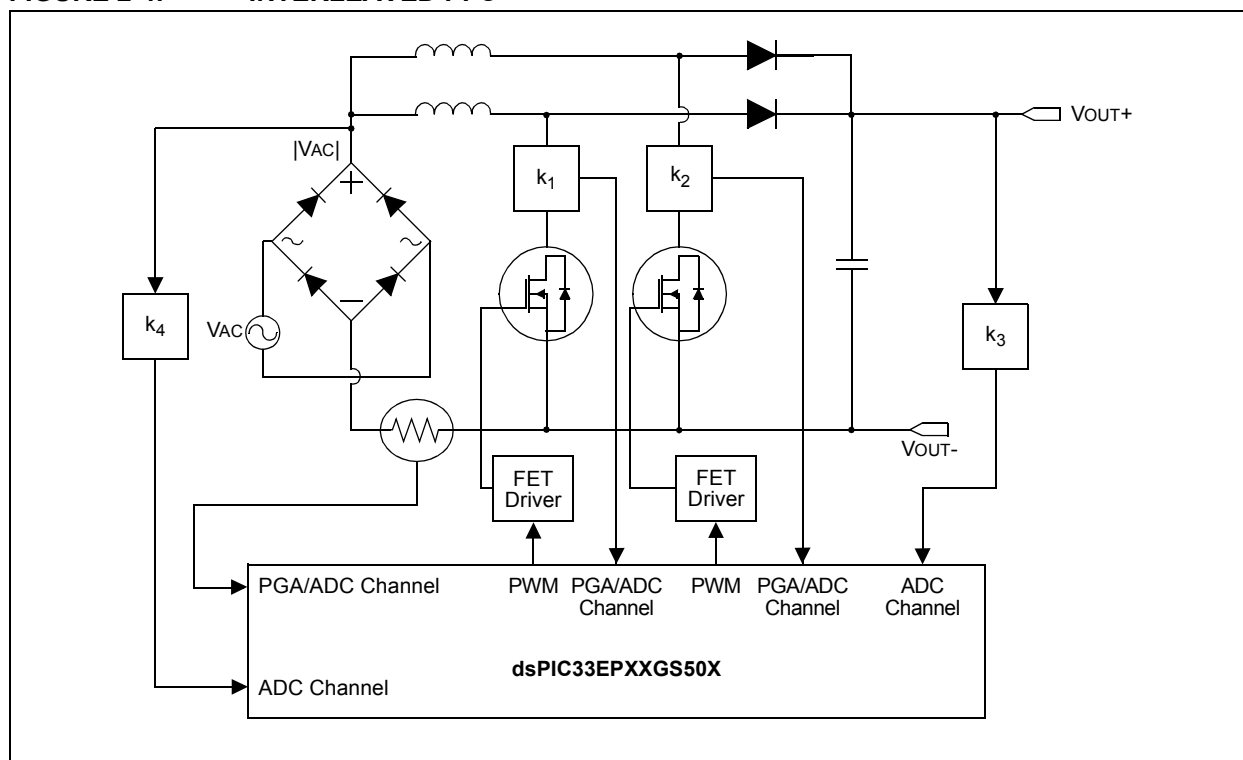 VOUT+
|VAC|
+
k1
k2
k4
VAC
k3
VOUT-
FET
Driver
FET
Driver
PGA/ADC Channel
PWM
PGA/ADC
Channel
PWM
PGA/ADC
Channel
ADC
Channel
dsPIC33EPXXGS50X
ADC Channel